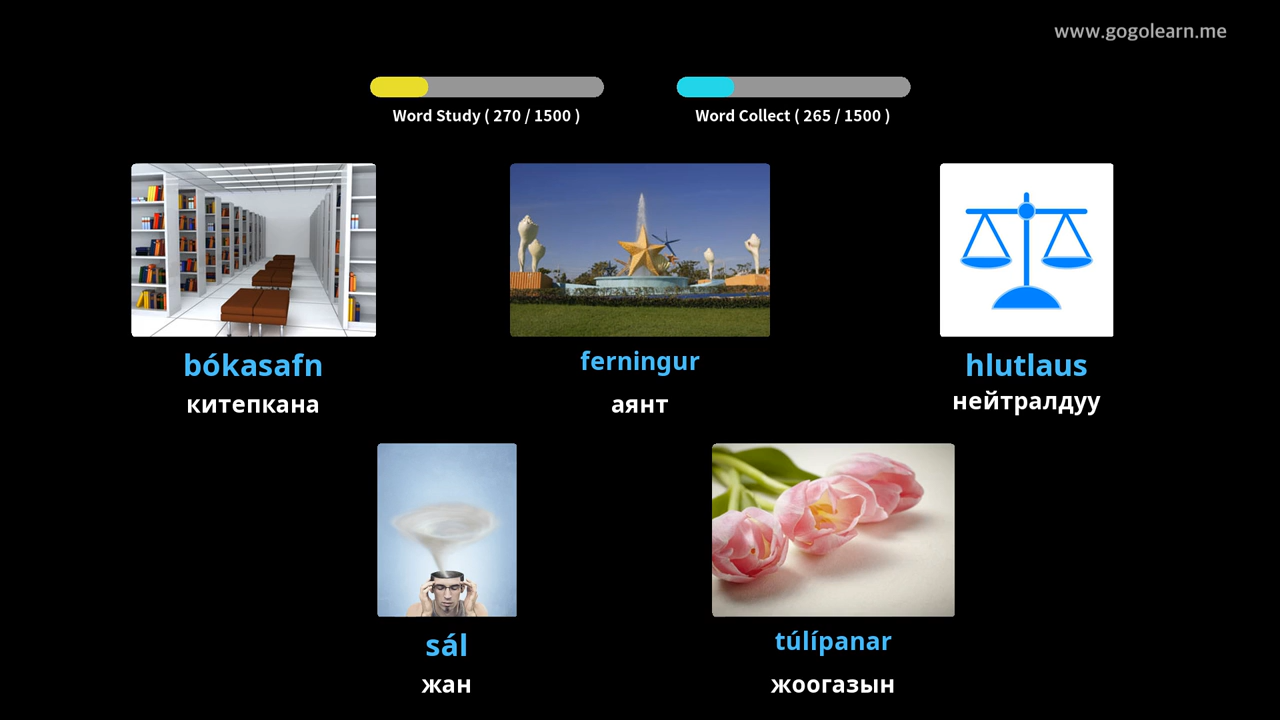 www.gogolearn.me
Word Study ( 270 / 1500 )
Word Collect ( 265 / 1500 )
bókasafn
китепкана
ferningur
аянт
hlutlaus
нейтралдуу
sál
жан
túlípanar
жоогазын